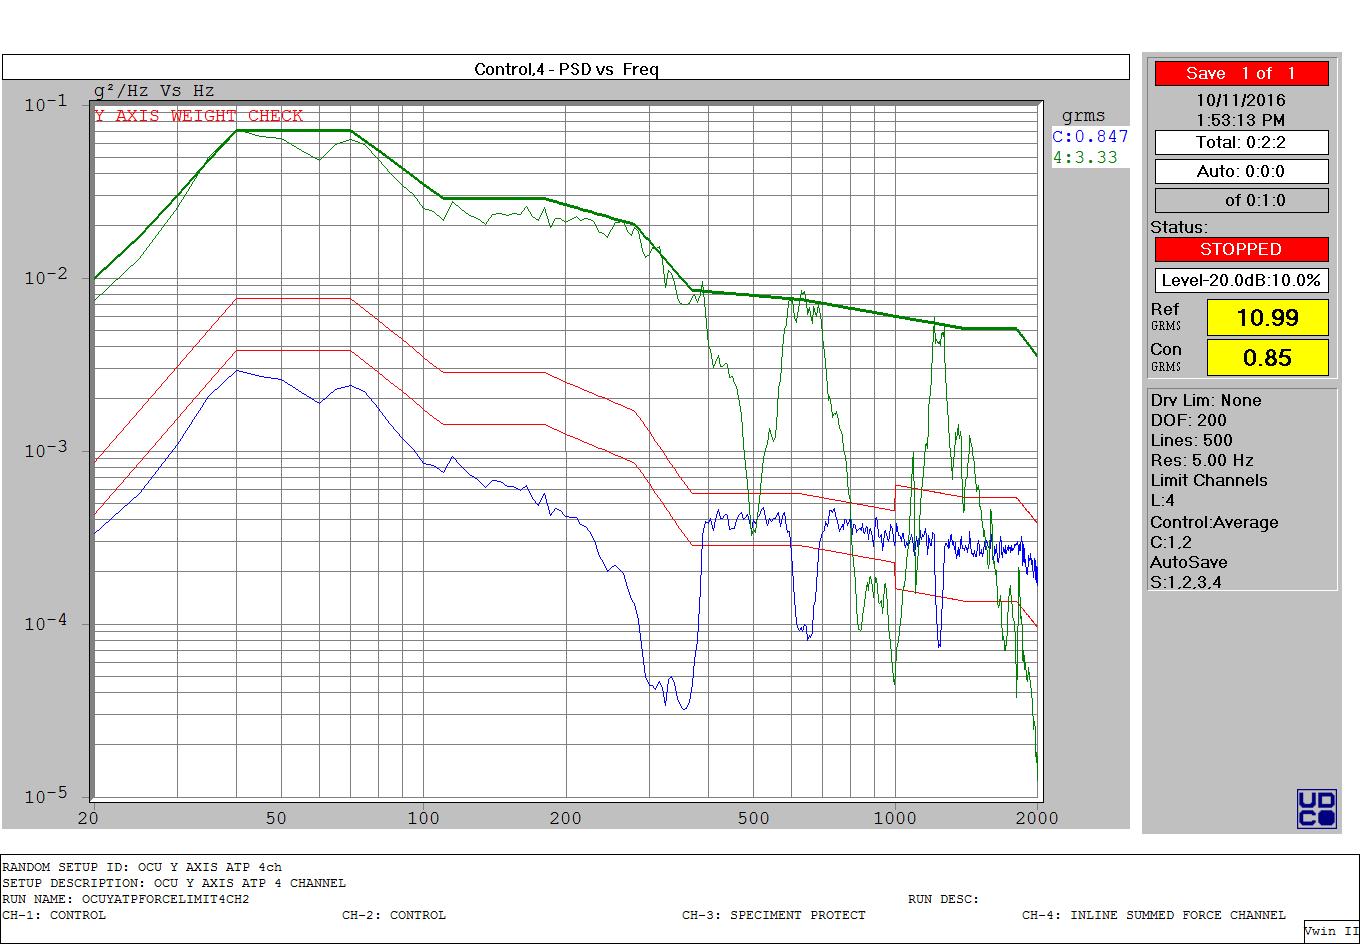 Control,4 - PSD vs Freq
g²/Hz Vs Hz
Y AXIS WEIGHT CHECK
10-1
10-2
10-3
10-4
10-5
20 50 100 200 500 1000 2000
grms
C:0.847
4:3.33
Save 1 of 1
10/11/2016
1:53:13 PM
Total: 0:2:2
Auto: 0:0:0
of 0:1:0
Status:
STOPPED
Level-20.0dB:10.0%
Ref
GRMS
10.99
Con
GRMS
0.85
Drv Lim: None
DOF: 200
Lines: 500
Res: 5.00 Hz
Limit Channels
L:4
Control:Average
C:1,2
AutoSave
S:1,2,3,4
UD
CO
RANDOM SETUP ID: OCU Y AXIS ATP 4ch
SETUP DESCRIPTION: OCU Y AXIS ATP 4 CHANNEL
RUN NAME: OCUYATPFORCELIMIT4CH2 RUN DESC:
CH-1: CONTROL CH-2: CONTROL CH-3: SPECIMENT PROTECT CH-4: INLINE SUMMED FORCE CHANNEL
Vwin II